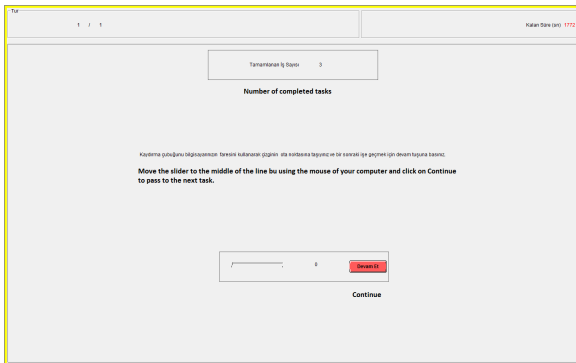 Tur
1 / 1
Kalan Süre (sn) 1772
Tamamlanan İş Sayısı 3
Number of completed tasks
Kaydırma çubuğunu bilgisayarınızın faresini kullanarak çizginin orta noktasına taşıyınız ve bir sonraki işe geçmek için devam tuşuna basınız.
Move the slider to the middle of the line bu using the mouse of your computer and click on Continue
to pass to the next task.
0 Devam Et
Continue